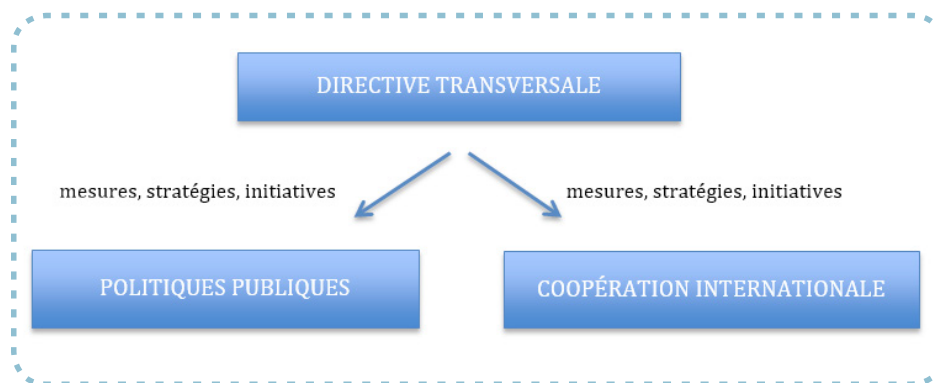 DIRECTIVE TRANSVERSALE
mesures, stratégies, initiatives
mesures, stratégies, initiatives
POLITIQUES PUBLIQUES
COOPÉRATION INTERNATIONALE